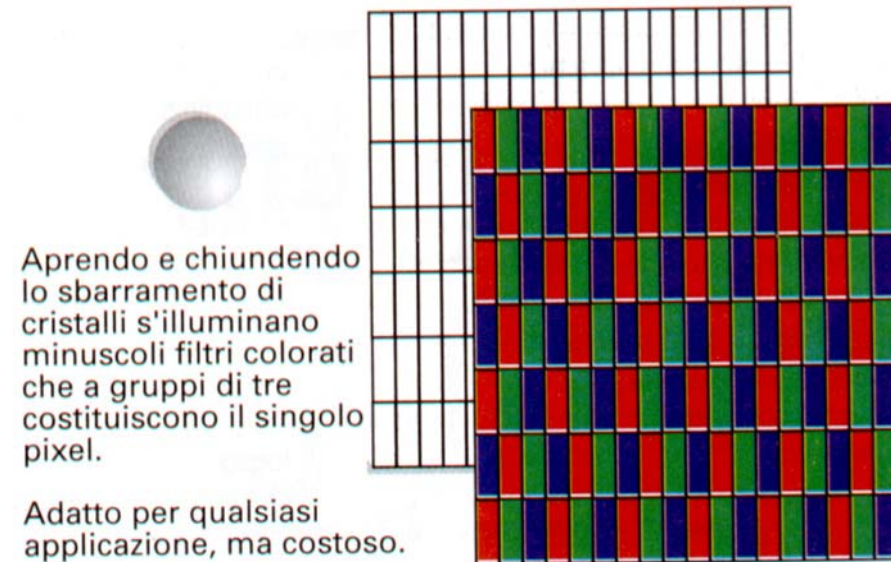 Aprendo e chiundendo
lo sbarramento di
cristalli s'illuminano
minuscoli filtri colorati
che a gruppi di tre
costituiscono il singolo
pixel.
Adatto per qualsiasi
applicazione, ma costoso.